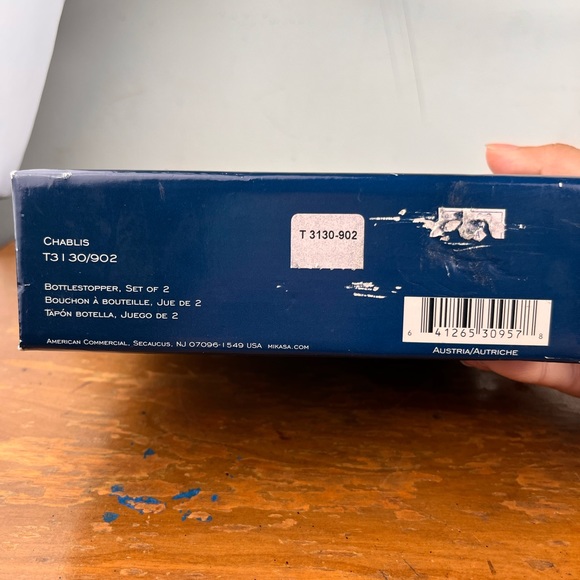 CHABLIS
T3130/902
T 3130-902
BOTTLESTOPPER, SET OF 2
BOUCHON À BOUTEILLE, JUE DE 2
TAPÓN BOTELLA, JUEGO DE 2
AMERICAN COMMERCIAL, SECAUCUS, NJ 07096-1549 USA MIKASA.COM
6 41265 30957 8
AUSTRIA/AUTRICHE